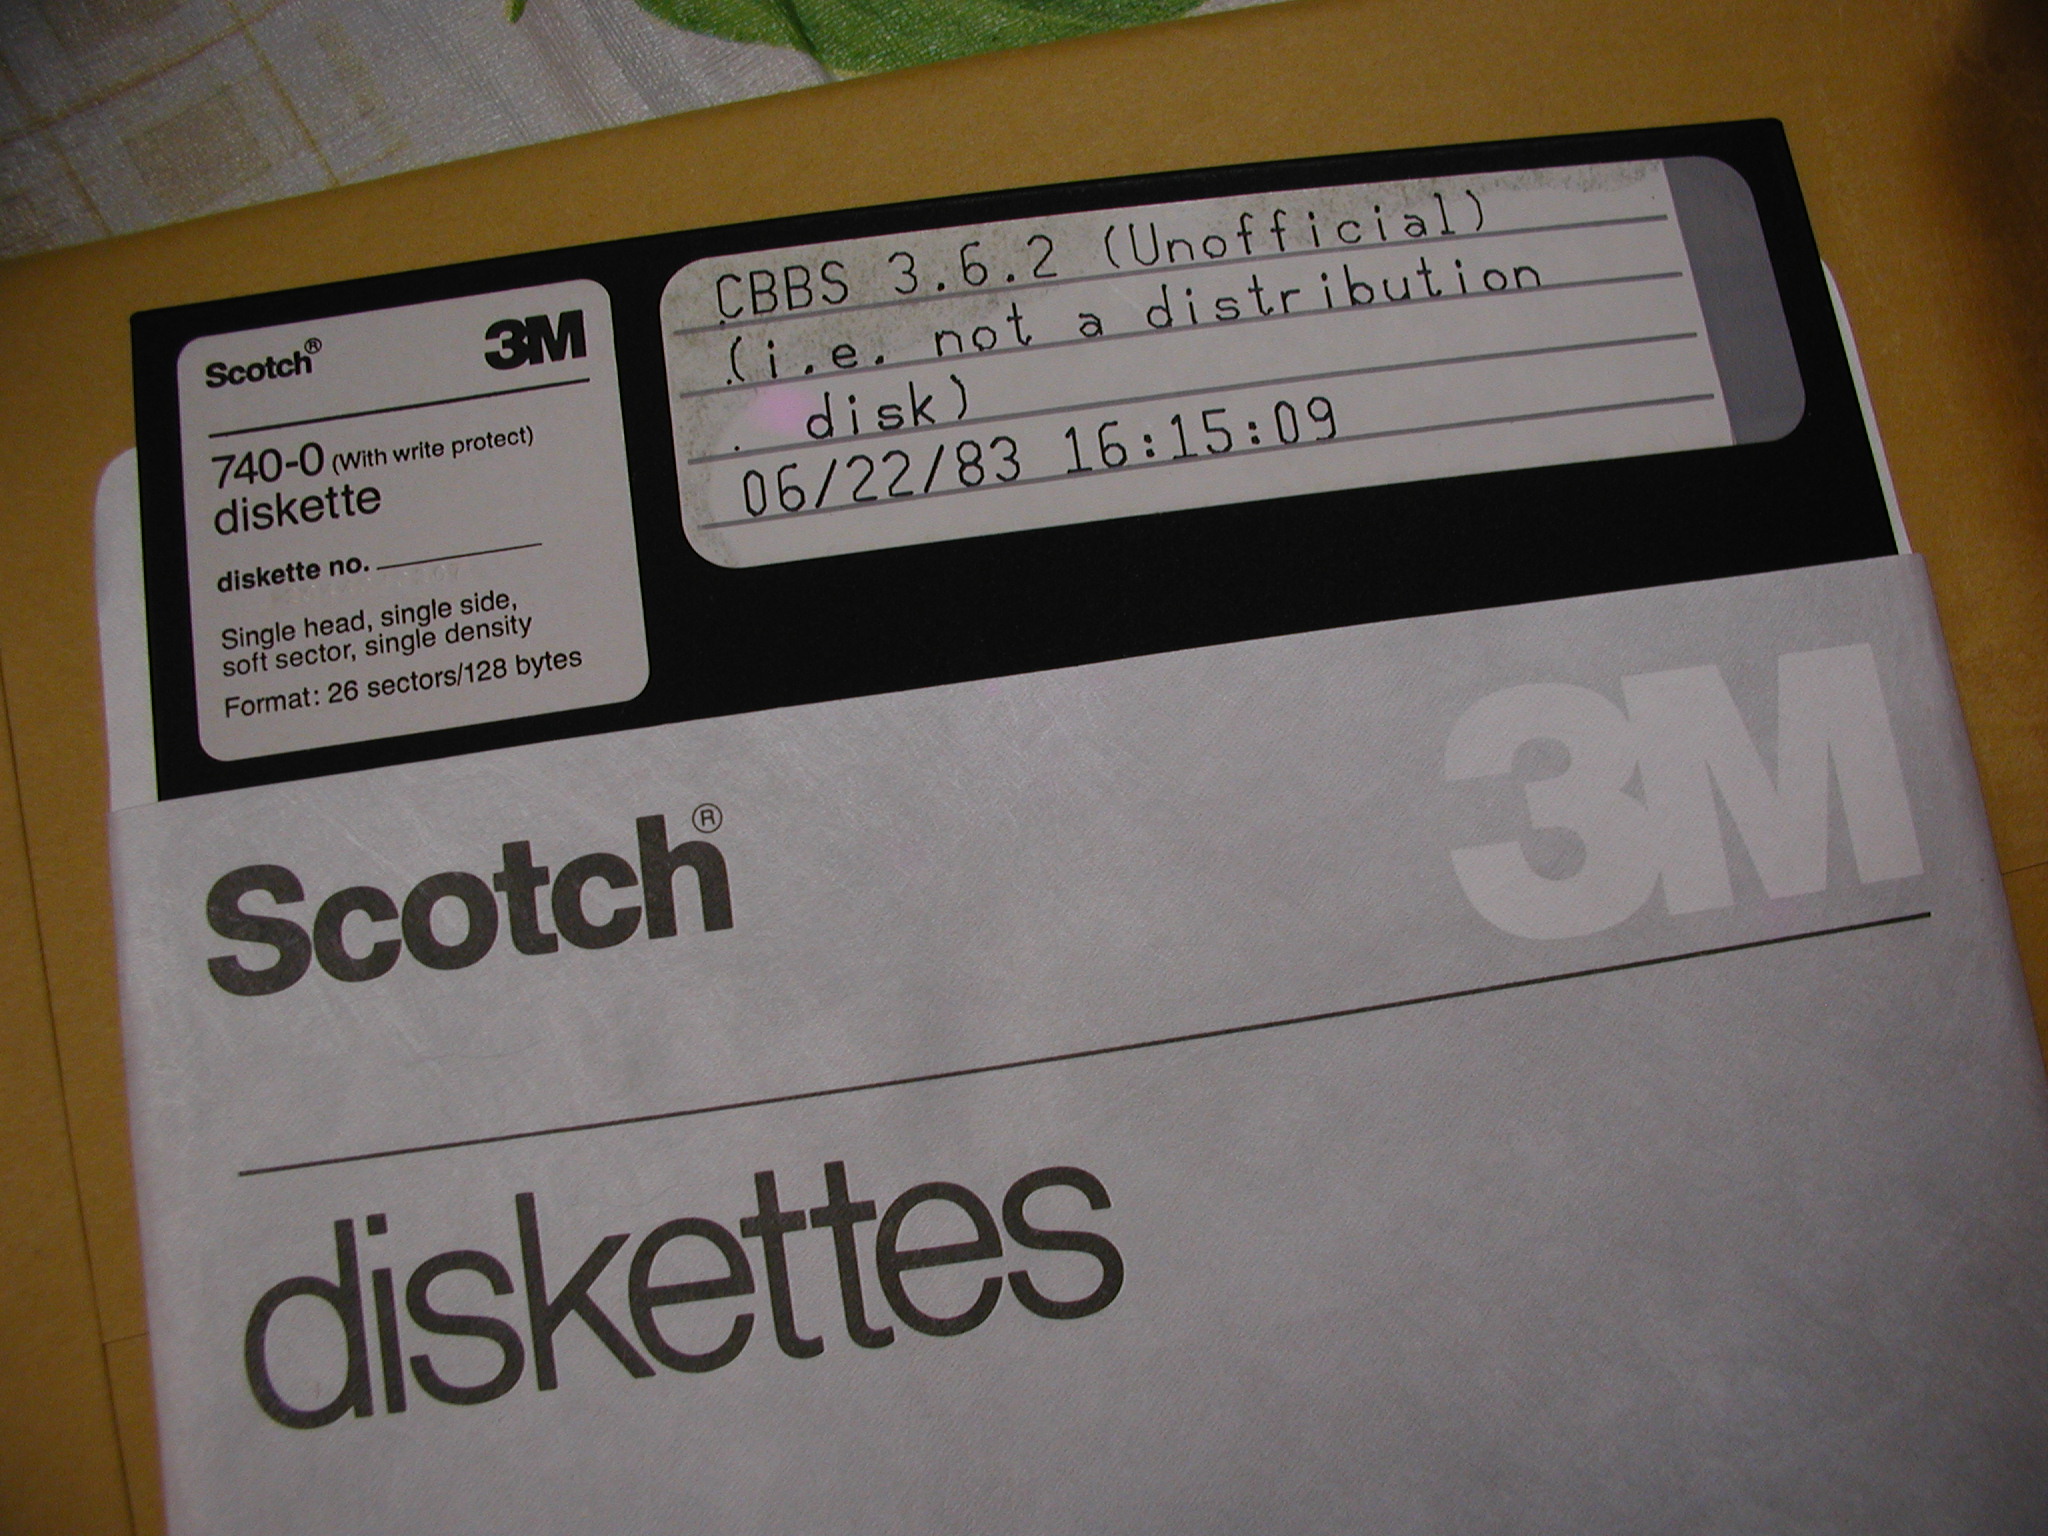 Scotch® 3M
740-0 (With write protect)
diskette
diskette no.
Single head, single side,
soft sector, single density
Format: 26 sectors/128 bytes
CBBS 3.6.2 (Unofficial)
(i.e. not a distribution
. disk)
06/22/83 16:15:09
Scotch® 3M
diskettes